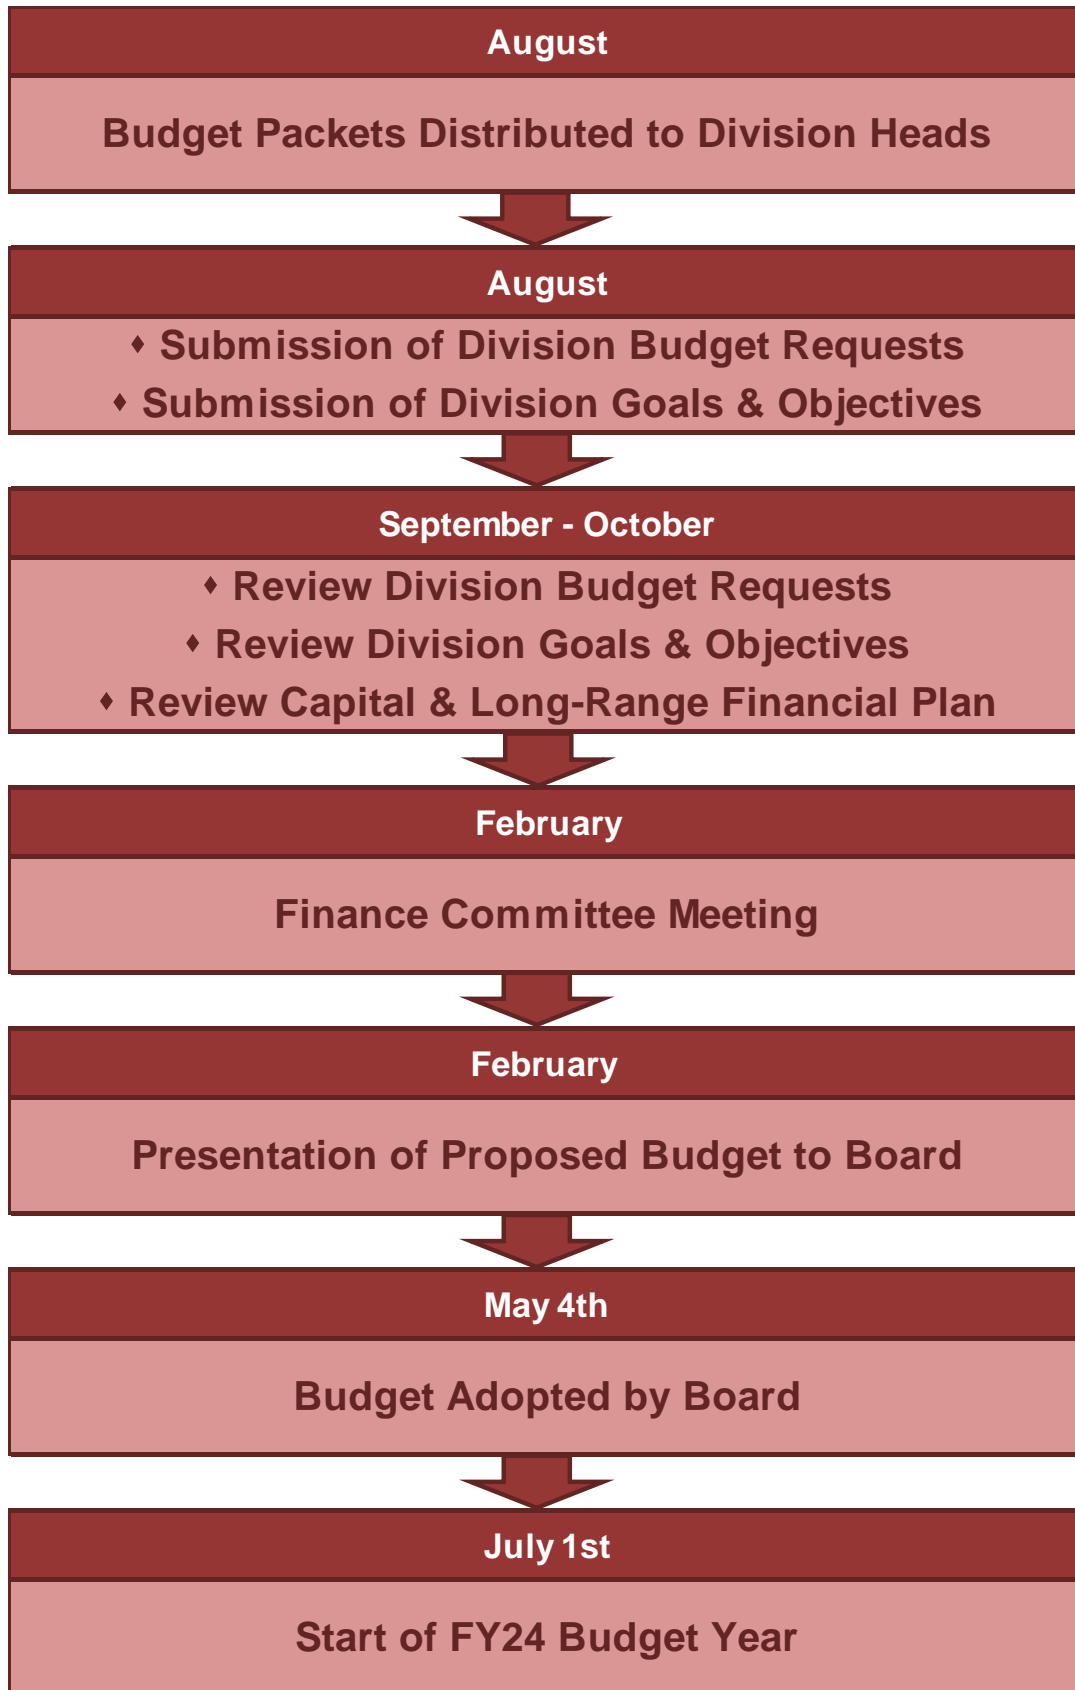 August
Budget Packets Distributed to Division Heads
August
♦ Submission of Division Budget Requests
♦ Submission of Division Goals & Objectives
September - October
♦ Review Division Budget Requests
♦ Review Division Goals & Objectives
♦ Review Capital & Long-Range Financial Plan
February
Finance Committee Meeting
February
Presentation of Proposed Budget to Board
May 4th
Budget Adopted by Board
July 1st
Start of FY24 Budget Year